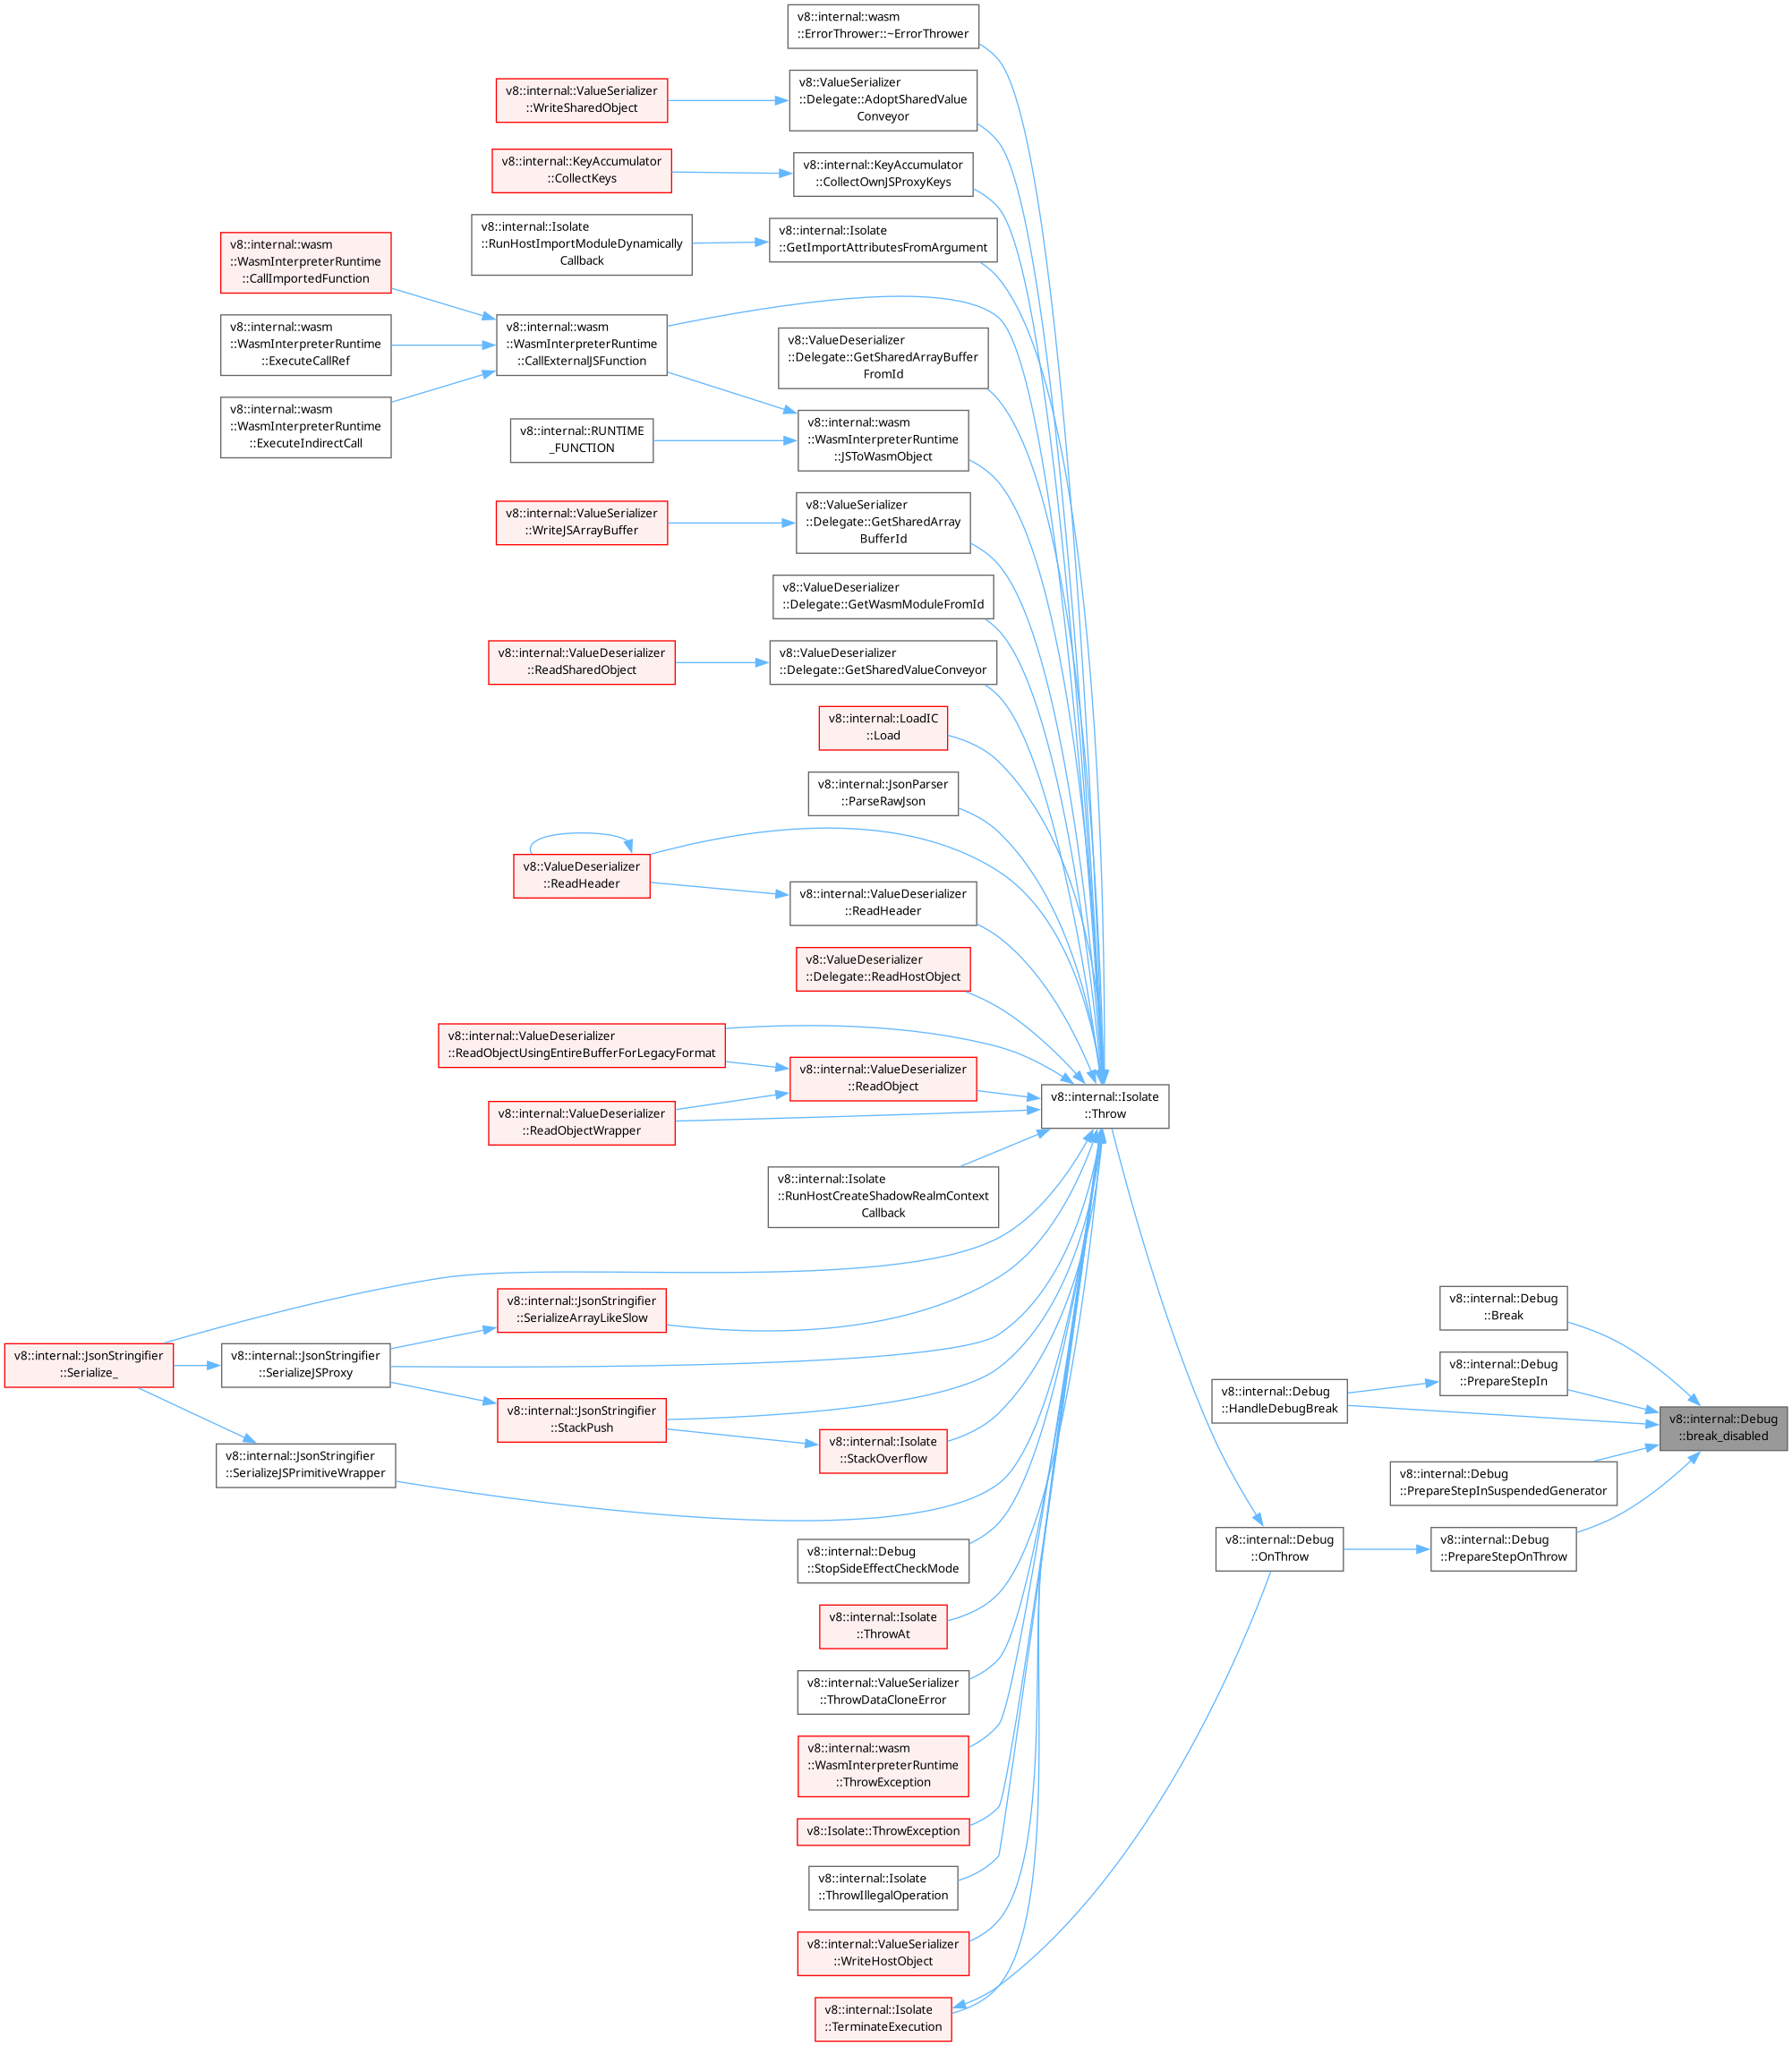 v8::internal::wasm
::ErrorThrower::~ErrorThrower
v8::ValueSerializer
::Delegate::AdoptSharedValue
Conveyor
v8::internal::ValueSerializer
::WriteSharedObject
v8::internal::KeyAccumulator
::CollectOwnJSProxyKeys
v8::internal::KeyAccumulator
::CollectKeys
v8::internal::Isolate
::GetImportAttributesFromArgument
v8::internal::Isolate
::RunHostImportModuleDynamically
Callback
v8::internal::wasm
::WasmInterpreterRuntime
::CallImportedFunction
v8::internal::wasm
::WasmInterpreterRuntime
::ExecuteCallRef
v8::internal::wasm
::WasmInterpreterRuntime
::ExecuteIndirectCall
v8::internal::wasm
::WasmInterpreterRuntime
::CallExternalJSFunction
v8::ValueDeserializer
::Delegate::GetSharedArrayBuffer
FromId
v8::internal::wasm
::WasmInterpreterRuntime
::JSToWasmObject
v8::internal::RUNTIME
_FUNCTION
v8::ValueSerializer
::Delegate::GetSharedArray
BufferId
v8::internal::ValueSerializer
::WriteJSArrayBuffer
v8::ValueDeserializer
::Delegate::GetWasmModuleFromId
v8::ValueDeserializer
::Delegate::GetSharedValueConveyor
v8::internal::ValueDeserializer
::ReadSharedObject
v8::internal::LoadIC
::Load
v8::internal::JsonParser
::ParseRawJson
v8::ValueDeserializer
::ReadHeader
v8::internal::ValueDeserializer
::ReadHeader
v8::ValueDeserializer
::Delegate::ReadHostObject
v8::internal::ValueDeserializer
::ReadObjectUsingEntireBufferForLegacyFormat
v8::internal::ValueDeserializer
::ReadObject
v8::internal::ValueDeserializer
::ReadObjectWrapper
v8::internal::Isolate
::Throw
v8::internal::Isolate
::RunHostCreateShadowRealmContext
Callback
v8::internal::JsonStringifier
::SerializeArrayLikeSlow
v8::internal::JsonStringifier
::Serialize_
v8::internal::JsonStringifier
::SerializeJSProxy
v8::internal::JsonStringifier
::StackPush
v8::internal::Isolate
::StackOverflow
v8::internal::JsonStringifier
::SerializeJSPrimitiveWrapper
v8::internal::Debug
::Break
v8::internal::Debug
::PrepareStepIn
v8::internal::Debug
::HandleDebugBreak
v8::internal::Debug
::break_disabled
v8::internal::Debug
::PrepareStepInSuspendedGenerator
v8::internal::Debug
::OnThrow
v8::internal::Debug
::PrepareStepOnThrow
v8::internal::Debug
::StopSideEffectCheckMode
v8::internal::Isolate
::ThrowAt
v8::internal::ValueSerializer
::ThrowDataCloneError
v8::internal::wasm
::WasmInterpreterRuntime
::ThrowException
v8::Isolate::ThrowException
v8::internal::Isolate
::ThrowIllegalOperation
v8::internal::ValueSerializer
::WriteHostObject
v8::internal::Isolate
::TerminateExecution